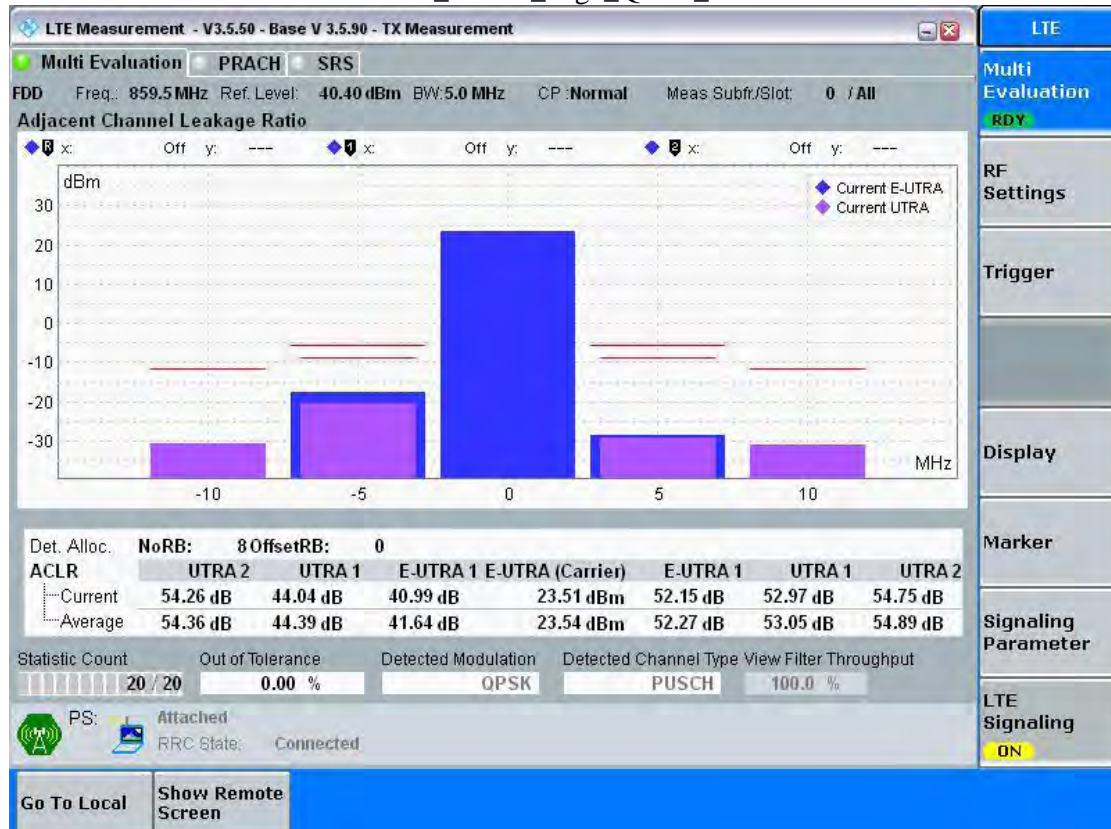 LTE Measurement - V3.5.50 - Base V 3.5.90 - TX Measurement
LTE
Multi Evaluation PRACH SRS
Multi Evaluation
RDY
FDD Freq.: 859.5 MHz Ref. Level: 40.40 dBm BW: 5.0 MHz CP :Normal Meas Subfr./Slot: 0 / All
Adjacent Channel Leakage Ratio
R x: Off y: --- 1 x: Off y: --- 2 x: Off y: ---
dBm
Current E-UTRA
Current UTRA
30
20
10
0
-10
-20
-30
MHz
-10 -5 0 5 10
RF Settings
Trigger
Display
Marker
Signaling Parameter
LTE Signaling
ON
Det. Alloc. NoRB: 8 OffsetRB: 0
ACLR UTRA 2 UTRA 1 E-UTRA 1 E-UTRA (Carrier) E-UTRA 1 UTRA 1 UTRA 2
Current 54.26 dB 44.04 dB 40.99 dB 23.51 dBm 52.15 dB 52.97 dB 54.75 dB
Average 54.36 dB 44.39 dB 41.64 dB 23.54 dBm 52.27 dB 53.05 dB 54.89 dB
Statistic Count Out of Tolerance Detected Modulation Detected Channel Type View Filter Throughput
20 / 20 0.00 % QPSK PUSCH 100.0 %
PS: Attached
RRC State: Connected
Go To Local
Show Remote Screen